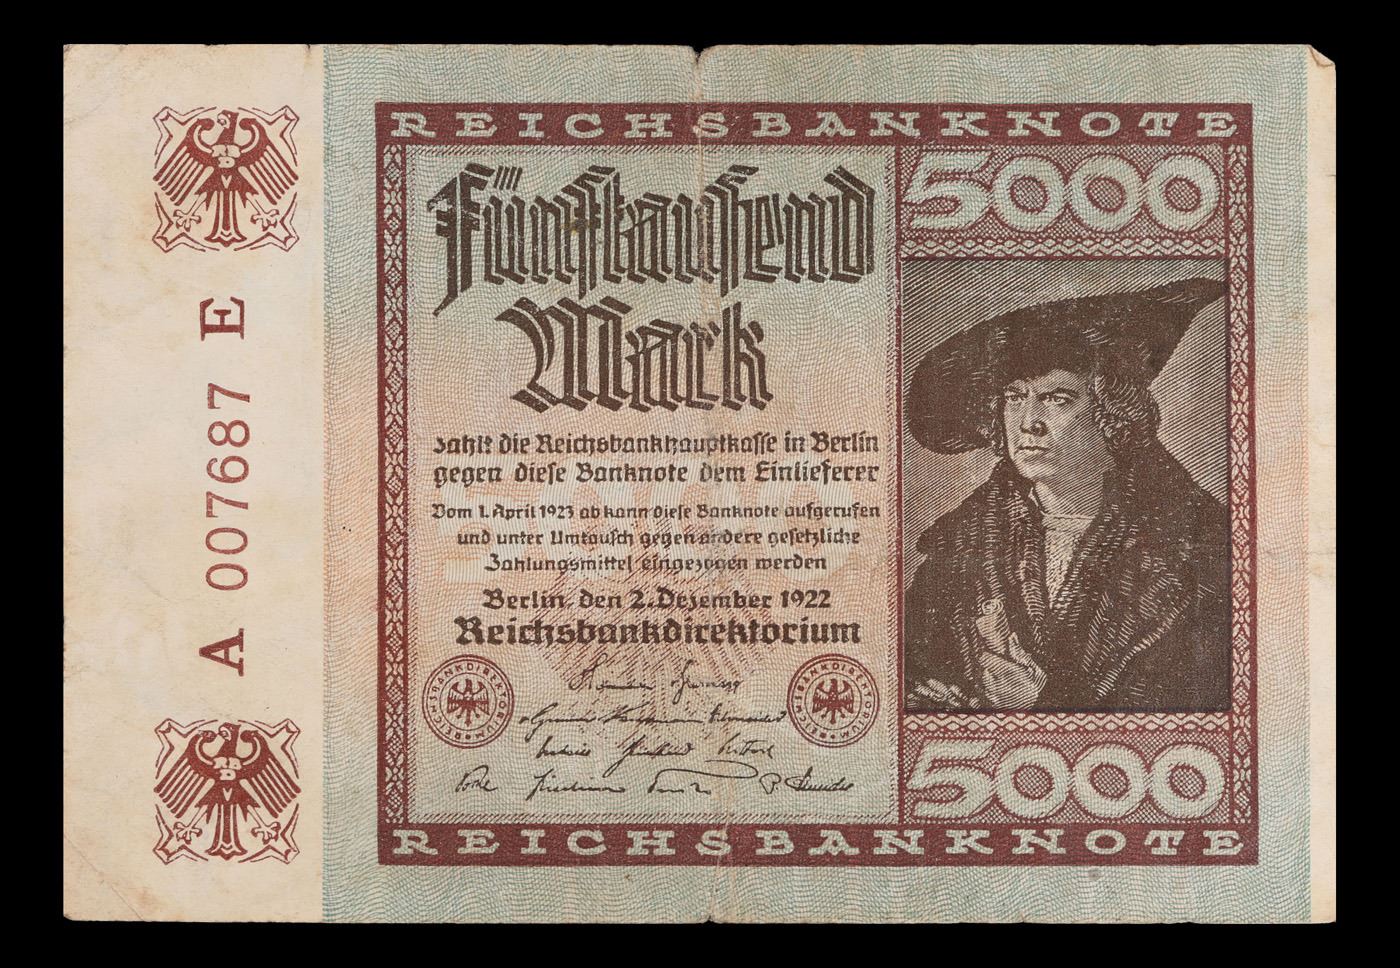 REICHSBANKNOTE
5000
Fünftausend
Mark
zahlt die Reichsbankhauptkasse in Berlin
gegen diese Banknote dem Einlieferer
Vom 1. April 1923 ab kann diese Banknote aufgerufen
und unter Umtausch gegen andere gesetzliche
Zahlungsmittel eingezogen werden
Berlin, den 2. Dezember 1922
Reichsbankdirektorium
REICHSBANKDIREKTORIUM
REICHSBANKDIREKTORIUM
5000
REICHSBANKNOTE
A 007687 E